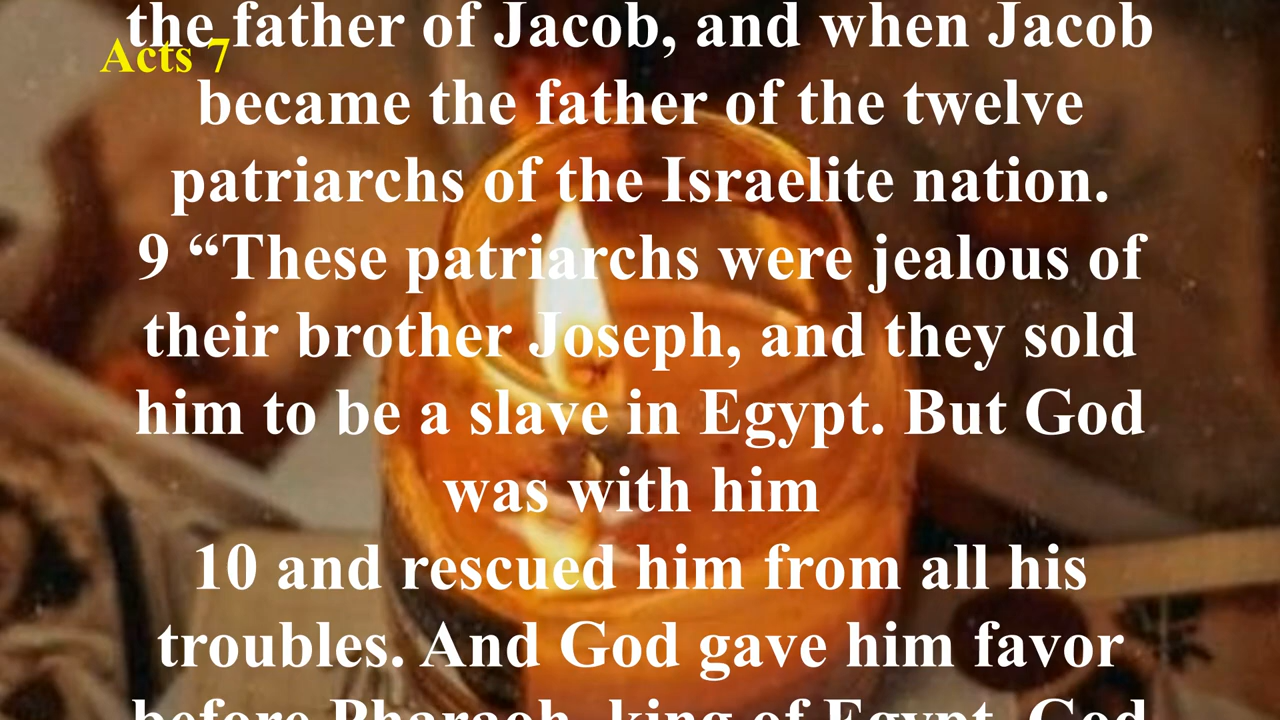 the father of Jacob, and when Jacob
Acts 7
became the father of the twelve
patriarchs of the Israelite nation.
9 “These patriarchs were jealous of
their brother Joseph, and they sold
him to be a slave in Egypt. But God
was with him
10 and rescued him from all his
troubles. And God gave him favor
before Pharaoh, king of Egypt. God